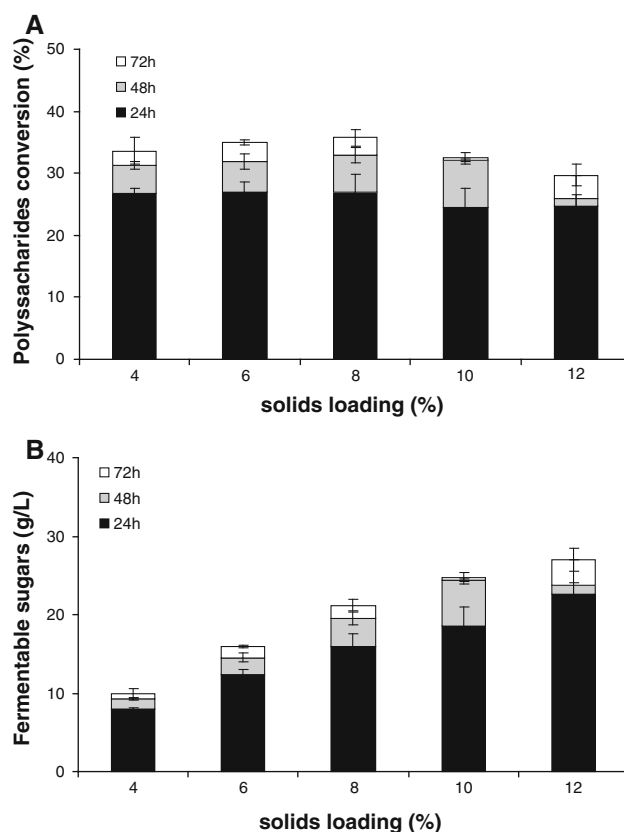 A
Polyssacharides conversion (%)
50
40
30
20
10
0
72h
48h
24h
4 6 8 10 12
solids loading (%)
B
Fermentable sugars (g/L)
40
30
20
10
0
72h
48h
24h
4 6 8 10 12
solids loading (%)